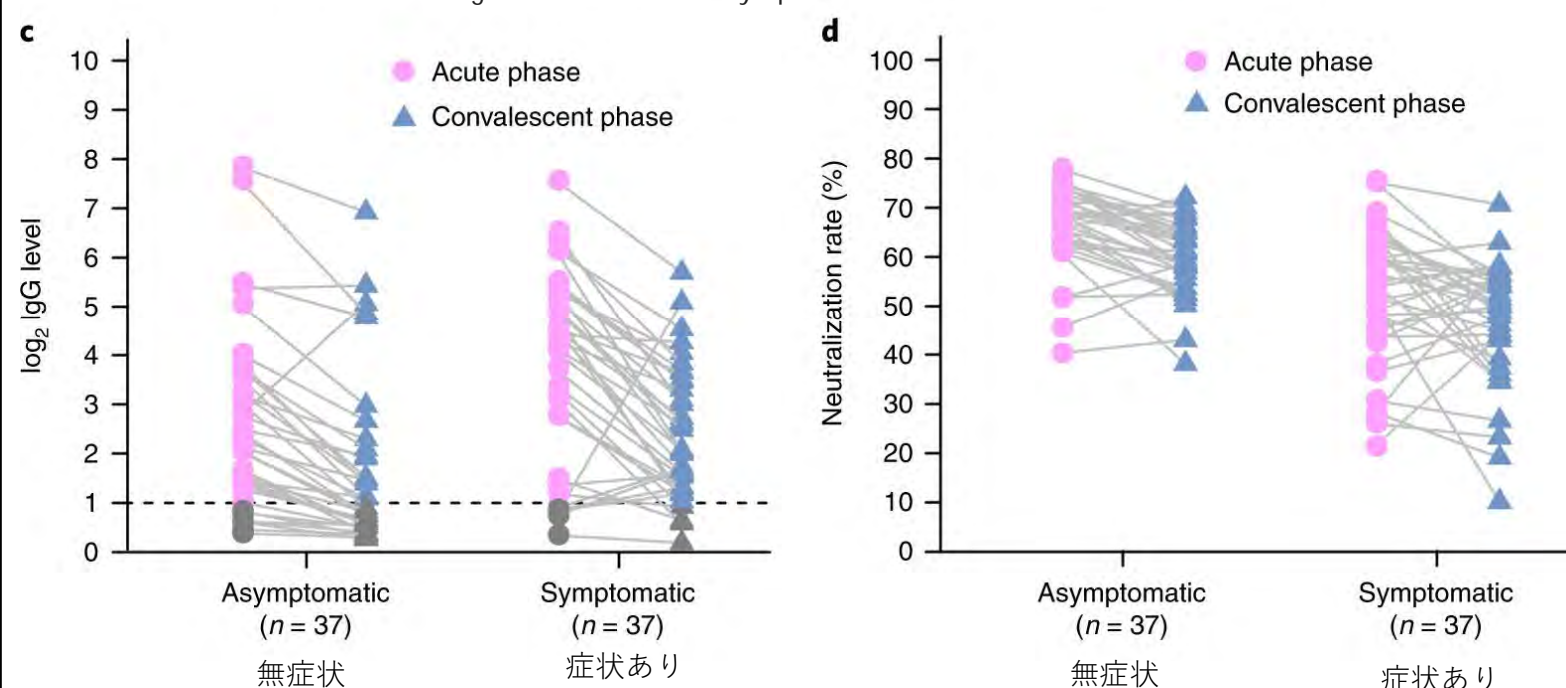 c
10
9
8
7
6
5
4
3
2
1
0
log2 IgG level
Acute phase
Convalescent phase
Asymptomatic
(n = 37)
無症状
Symptomatic
(n = 37)
症状あり
d
100
90
80
70
60
50
40
30
20
10
0
Neutralization rate (%)
Acute phase
Convalescent phase
Asymptomatic
(n = 37)
無症状
Symptomatic
(n = 37)
症状あり